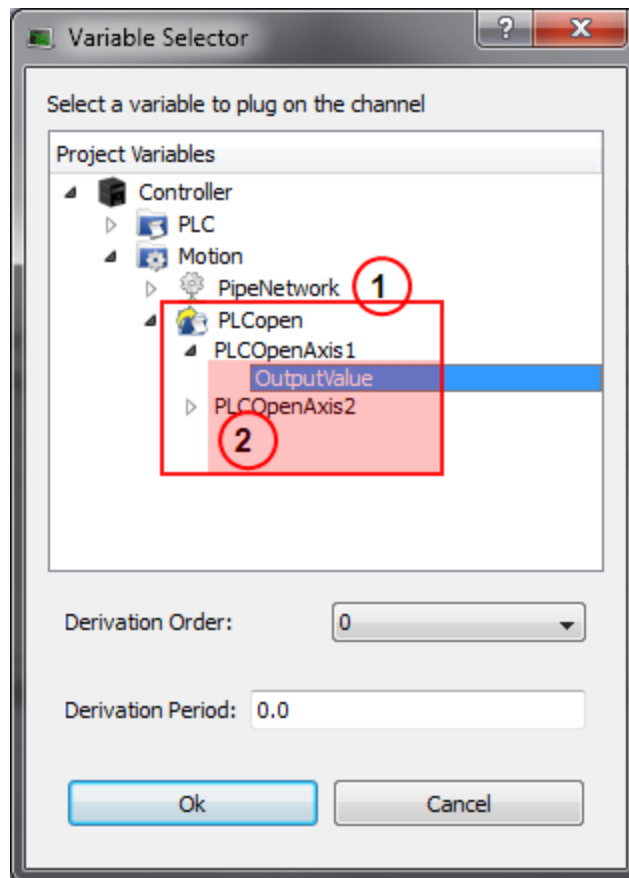 Variable Selector
?
X
Select a variable to plug on the channel
Project Variables
Controller
PLC
Motion
PipeNetwork
1
PLCopen
PLCOpenAxis1
OutputValue
PLCOpenAxis2
2
Derivation Order: 0
Derivation Period: 0.0
Ok Cancel